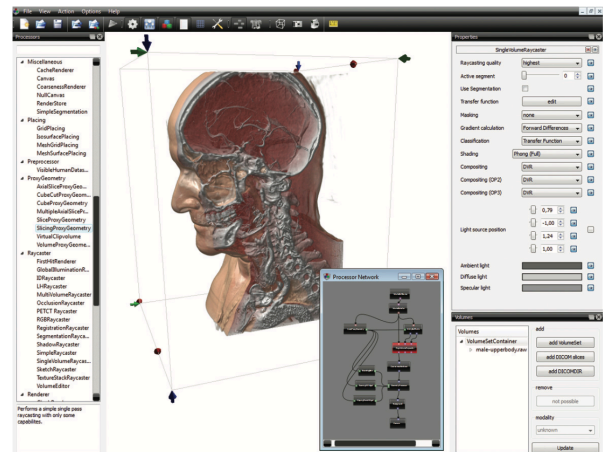 File View Action Options Help
Processors
Miscellaneous
CacheRenderer
Canvas
CoarsenessRenderer
NullCanvas
RenderStore
SimpleSegmentation
Placing
GridPlacing
IsosurfacePlacing
MeshGridPlacing
MeshSurfacePlacing
Preprocessor
VisibleHumanDatas...
ProxyGeometry
AxialSliceProxyGeo...
CubeCutProxyGeom...
CubeProxyGeometry
MultipleAxialSlicePr...
SliceProxyGeometry
SlicingProxyGeometry
VirtualClipvolume
VolumeProxyGeome...
Raycaster
FirstHitRenderer
GlobalIlluminationR...
IDRaycaster
LHRaycaster
MultiVolumeRaycaster
OcclusionRaycaster
PETCT Raycaster
RGBRaycaster
RegistrationRaycaster
SegmentationRayca...
ShadowRaycaster
SimpleRaycaster
SingleVolumeRaycas...
SketchRaycaster
TextureStackRaycaster
VolumeEditor
Renderer
Performs a simple single pass
raycasting with only some
capabilites.
Processor Network
Properties
SingleVolumeRaycaster
Raycasting quality highest
Active segment 0
Use Segmentation
Transfer function edit
Masking none
Gradient calculation Forward Differences
Classification Transfer Function
Shading Phong (Full)
Compositing DVR
Compositing (OP2) DVR
Compositing (OP3) DVR
0,79
-1,00
Light source position
1,24
1,00
Ambient light
Diffuse light
Specular light
Volumes
Volumes
VolumeSetContainer
male-upperbody.raw
add
add VolumeSet
add DICOM slices
add DICOMDIR
remove
not possible
modality
unknown
Update